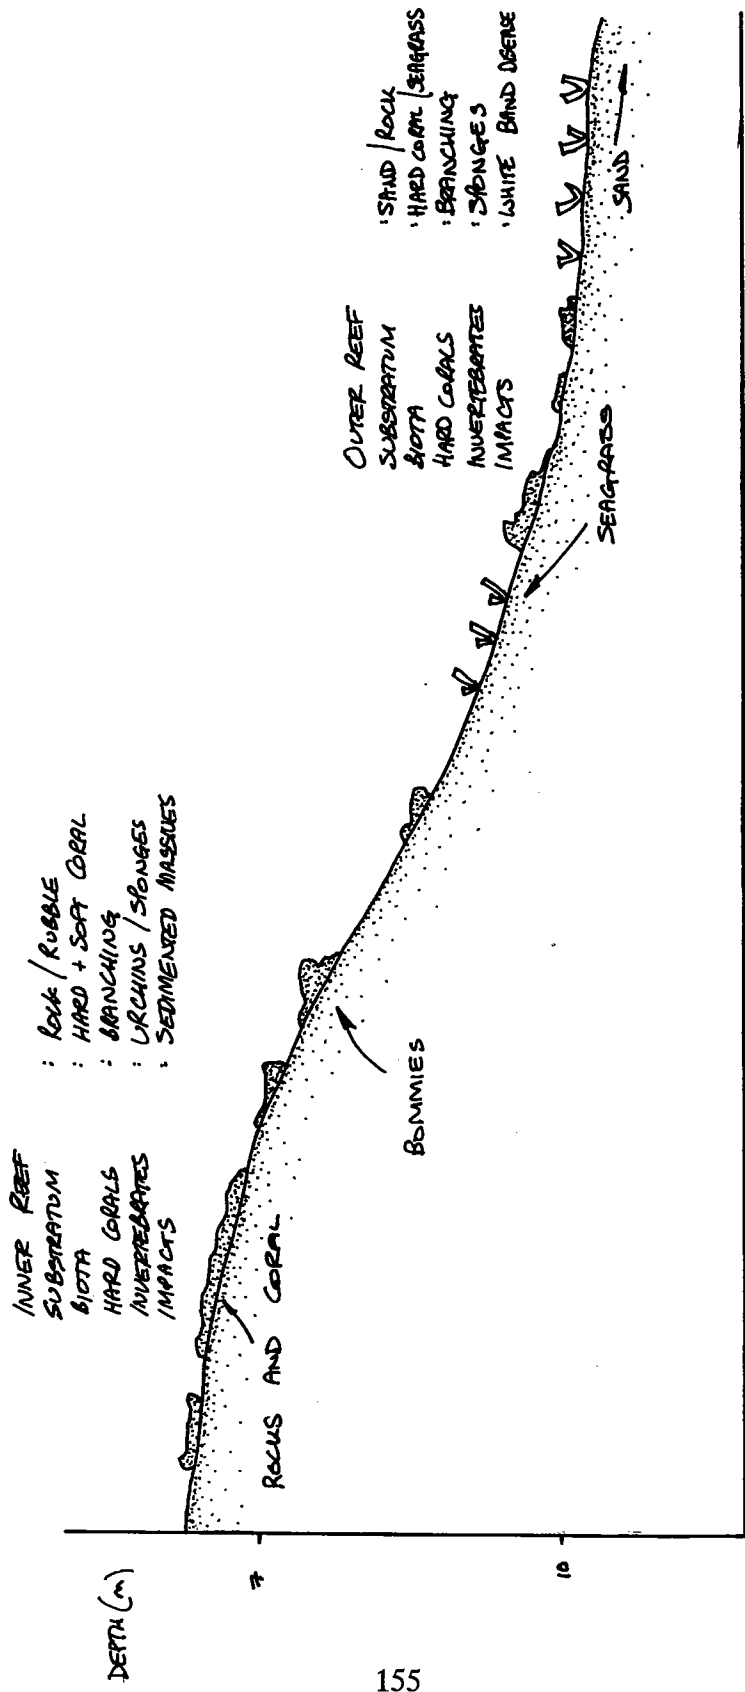 INNER REEF
SUBSTRATUM : ROCK / RUBBLE
BIOTA : HARD + SOFT CORAL
HARD CORALS : BRANCHING
INVERTEBRATES : URCHINS / SPONGES
IMPACTS : SEDIMENTED MASSIVES
OUTER REEF
SUBSTRATUM : SAND / ROCK
BIOTA : HARD CORAL / SEAGRASS
HARD CORALS : BRANCHING
INVERTEBRATES : SPONGES
IMPACTS : WHITE BAND DISEASE
DEPTH (m)
7
10
ROCKS AND CORAL
BOMMIES
SEAGRASS
SAND
155